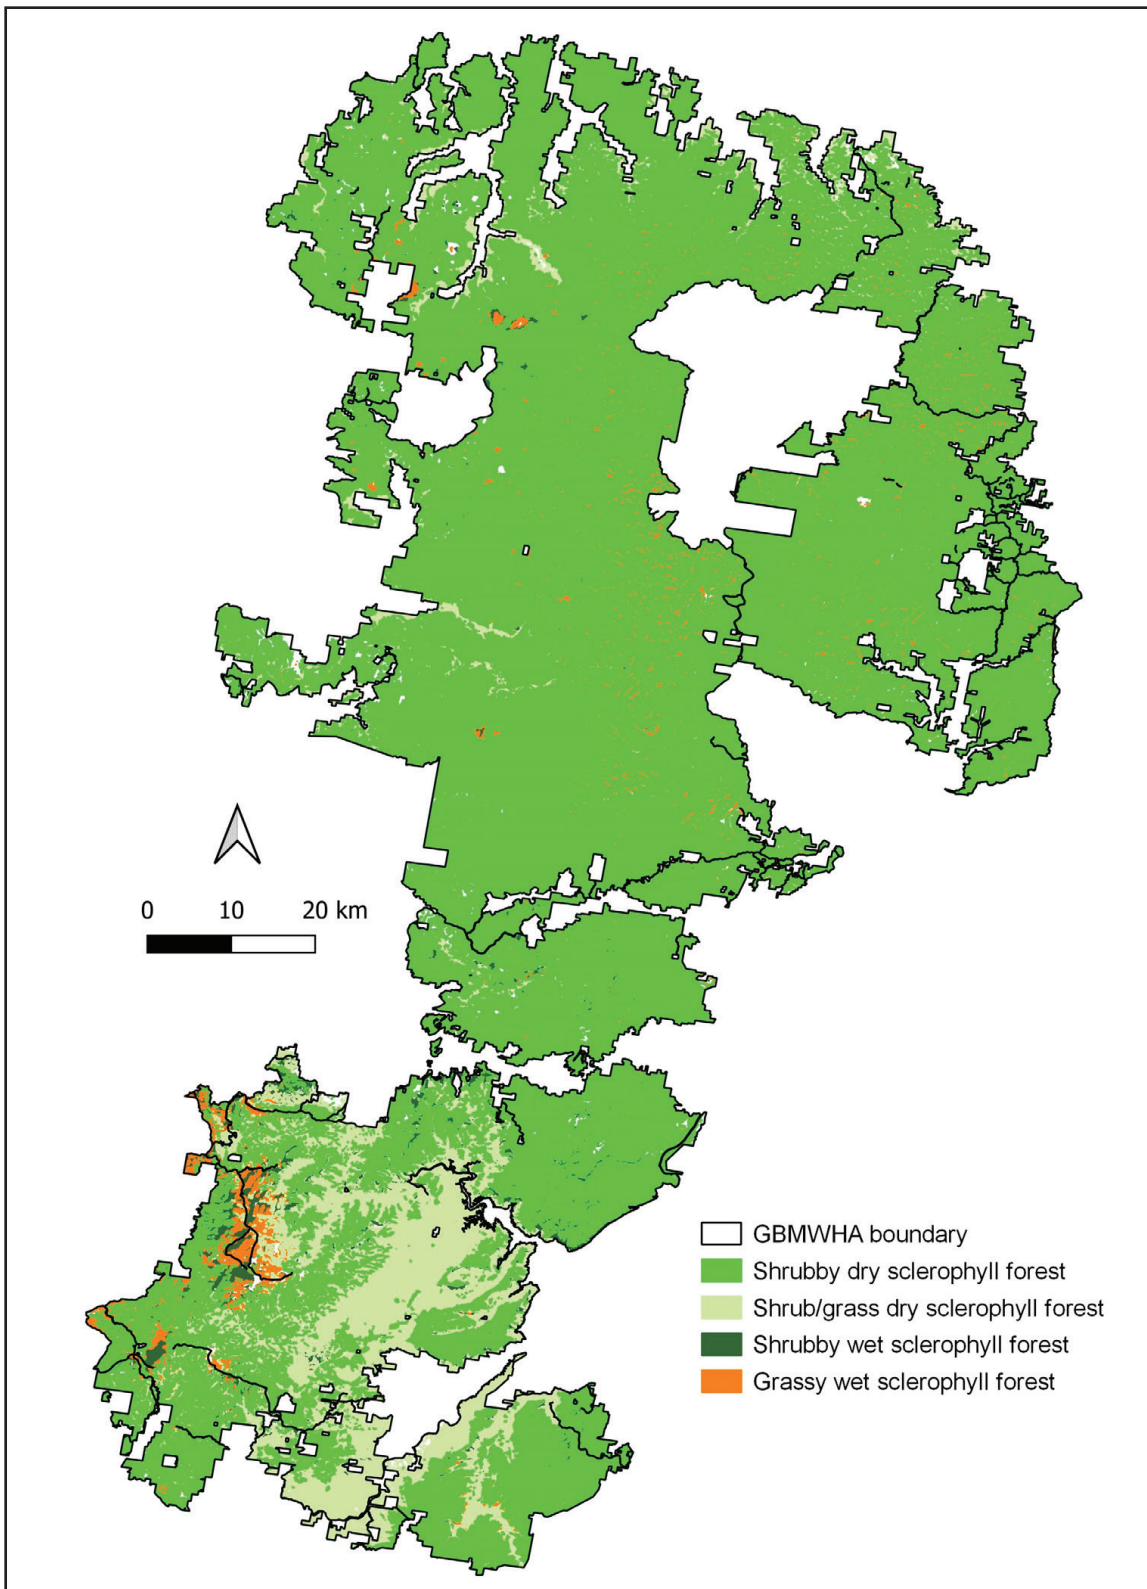 0 10 20 km
GBMWHA boundary
Shrubby dry sclerophyll forest
Shrub/grass dry sclerophyll forest
Shrubby wet sclerophyll forest
Grassy wet sclerophyll forest